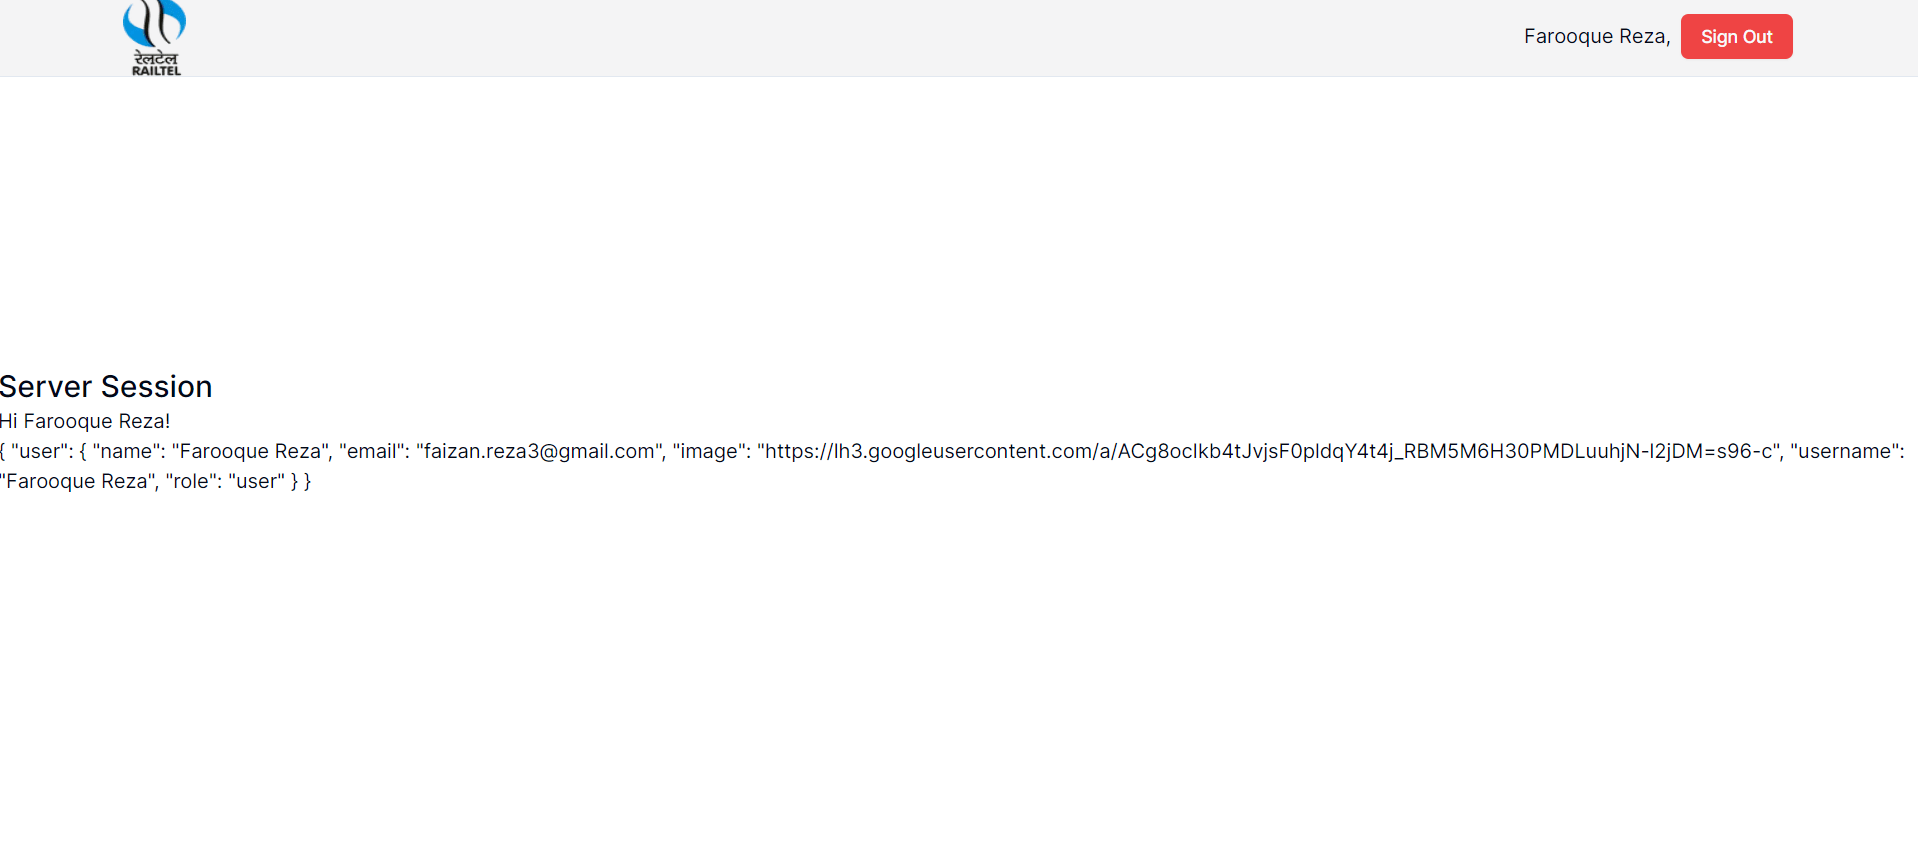 रेलटेल
RAILTEL
Farooque Reza,
Sign Out
Server Session
Hi Farooque Reza!
{ "user": { "name": "Farooque Reza", "email": "faizan.reza3@gmail.com", "image": "https://lh3.googleusercontent.com/a/ACg8ocIkb4tJvjsF0pIdqY4t4j_RBM5M6H30PMDLuuhjN-I2jDM=s96-c", "username":
"Farooque Reza", "role": "user" } }